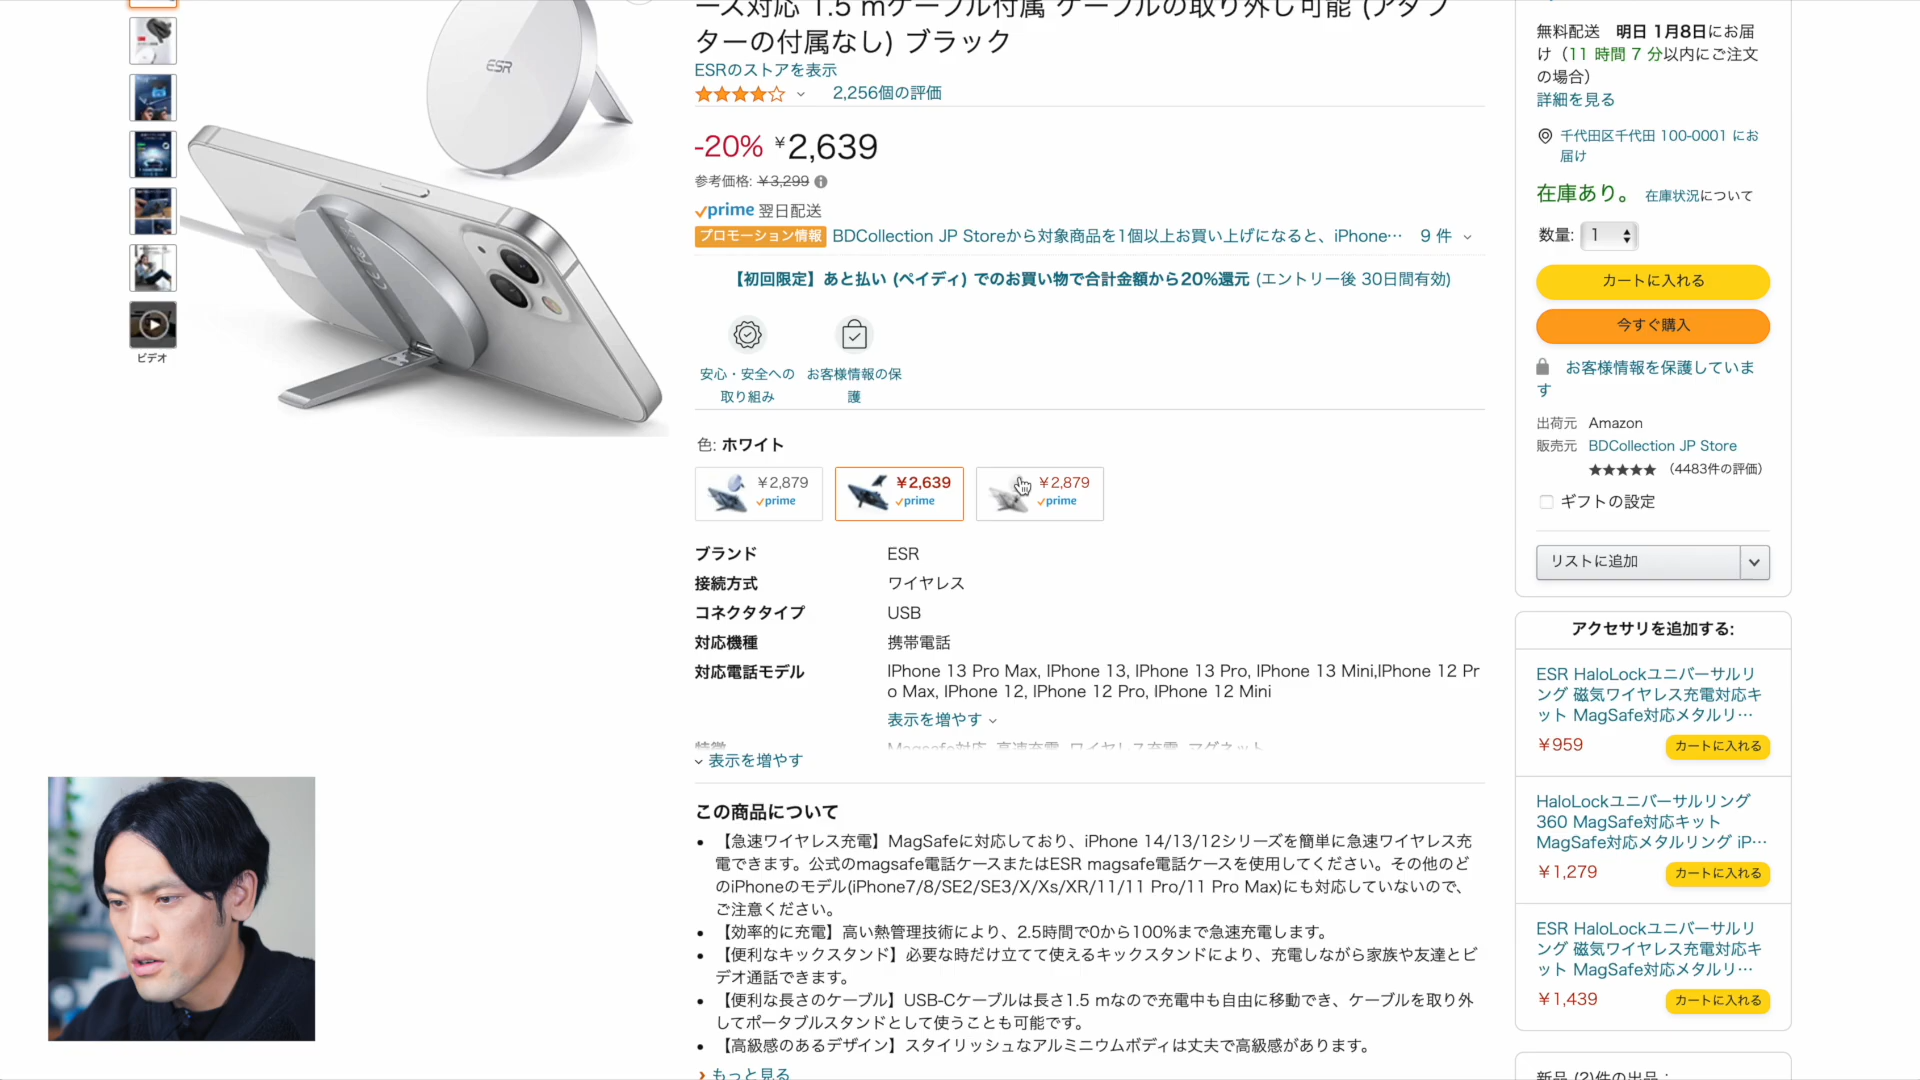 ース対応 1.5 mケーブル付属 ケーブルの取り外し可能 (アダプ
ターの付属なし) ブラック
ESRのストアを表示
2,256個の評価
-20% ¥2,639
参考価格: ¥3,299
prime 翌日配送
プロモーション情報 BDCollection JP Storeから対象商品を1個以上お買い上げになると、iPhone… 9 件
【初回限定】あと払い (ペイディ) でのお買い物で合計金額から20%還元 (エントリー後 30日間有効)
安心・安全への
取り組み
お客様情報の保
護
色: ホワイト
¥2,879
prime
¥2,639
prime
¥2,879
prime
ブランド ESR
接続方式 ワイヤレス
コネクタタイプ USB
対応機種 携帯電話
対応電話モデル IPhone 13 Pro Max, IPhone 13, IPhone 13 Pro, IPhone 13 Mini,IPhone 12 Pr
o Max, IPhone 12, IPhone 12 Pro, IPhone 12 Mini
表示を増やす
特徴 Magsafe対応, 高速充電, ワイヤレス充電, マグネット
表示を増やす
この商品について
• 【急速ワイヤレス充電】MagSafeに対応しており、iPhone 14/13/12シリーズを簡単に急速ワイヤレス充
電できます。公式のmagsafe電話ケースまたはESR magsafe電話ケースを使用してください。その他のど
のiPhoneのモデル(iPhone7/8/SE2/SE3/X/Xs/XR/11/11 Pro/11 Pro Max)にも対応していないので、
ご注意ください。
• 【効率的に充電】高い熱管理技術により、2.5時間で0から100%まで急速充電します。
• 【便利なキックスタンド】必要な時だけ立てて使えるキックスタンドにより、充電しながら家族や友達とビ
デオ通話できます。
• 【便利な長さのケーブル】USB-Cケーブルは長さ1.5 mなので充電中も自由に移動でき、ケーブルを取り外
してポータブルスタンドとして使うことも可能です。
• 【高級感のあるデザイン】スタイリッシュなアルミニウムボディは丈夫で高級感があります。
もっと見る
ESR
ビデオ
無料配送 明日 1月8日にお届
け（11 時間 7 分以内にご注文
の場合）
詳細を見る
千代田区千代田 100-0001 にお
届け
在庫あり。 在庫状況について
数量: 1
カートに入れる
今すぐ購入
お客様情報を保護していま
す
出荷元 Amazon
販売元 BDCollection JP Store
★★★★★ （4483件の評価）
ギフトの設定
リストに追加
アクセサリを追加する:
ESR HaloLockユニバーサルリ
ング 磁気ワイヤレス充電対応キ
ット MagSafe対応メタルリ…
¥959 カートに入れる
HaloLockユニバーサルリング
360 MagSafe対応キット
MagSafe対応メタルリング iP…
¥1,279 カートに入れる
ESR HaloLockユニバーサルリ
ング 磁気ワイヤレス充電対応キ
ット MagSafe対応メタルリ…
¥1,439 カートに入れる
新品 (2)件の出品：